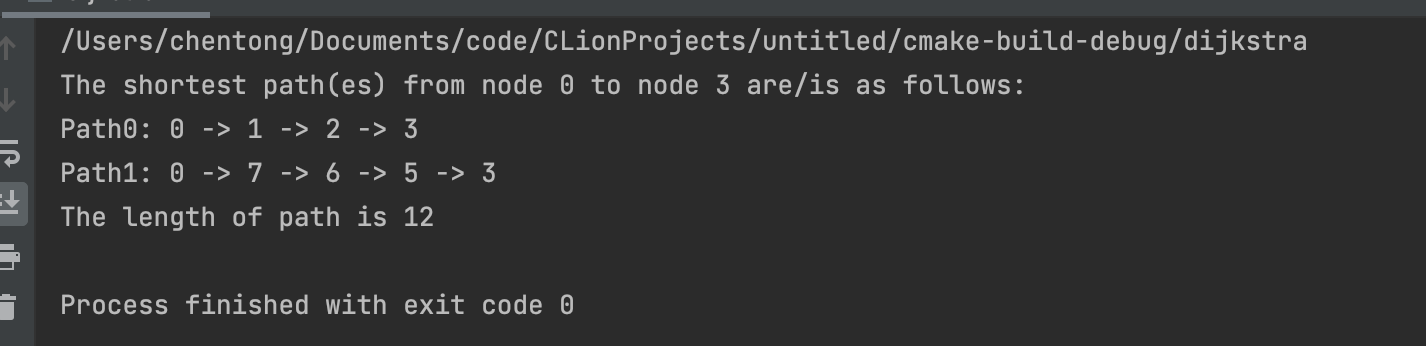 /Users/chentong/Documents/code/CLionProjects/untitled/cmake-build-debug/dijkstra
The shortest path(es) from node 0 to node 3 are/is as follows:
Path0: 0 -> 1 -> 2 -> 3
Path1: 0 -> 7 -> 6 -> 5 -> 3
The length of path is 12
Process finished with exit code 0